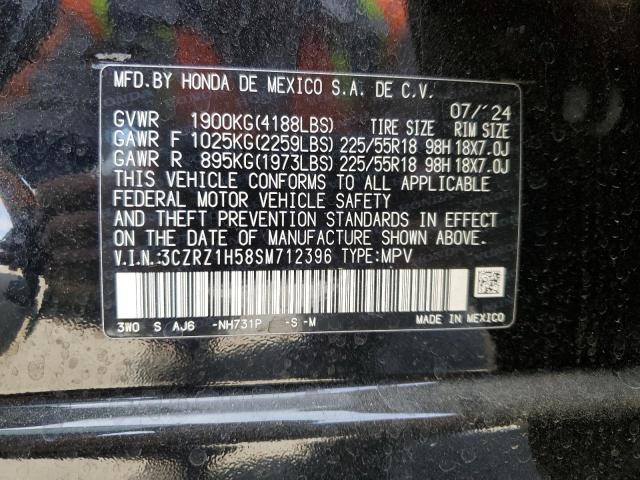 MFD.BY HONDA DE MEXICO S.A. DE C.V.
07/´24
GVWR 1900KG(4188LBS) TIRE SIZE RIM SIZE
GAWR F 1025KG(2259LBS) 225/55R18 98H 18X7.0J
GAWR R 895KG(1973LBS) 225/55R18 98H 18X7.0J
THIS VEHICLE CONFORMS TO ALL APPLICABLE
FEDERAL MOTOR VEHICLE SAFETY
AND THEFT PREVENTION STANDARDS IN EFFECT
ON THE DATE OF MANUFACTURE SHOWN ABOVE.
V.I.N.:3CZRZ1H58SM712396 TYPE:MPV
3W0 S AJ6 -NH731P -S-M MADE IN MEXICO